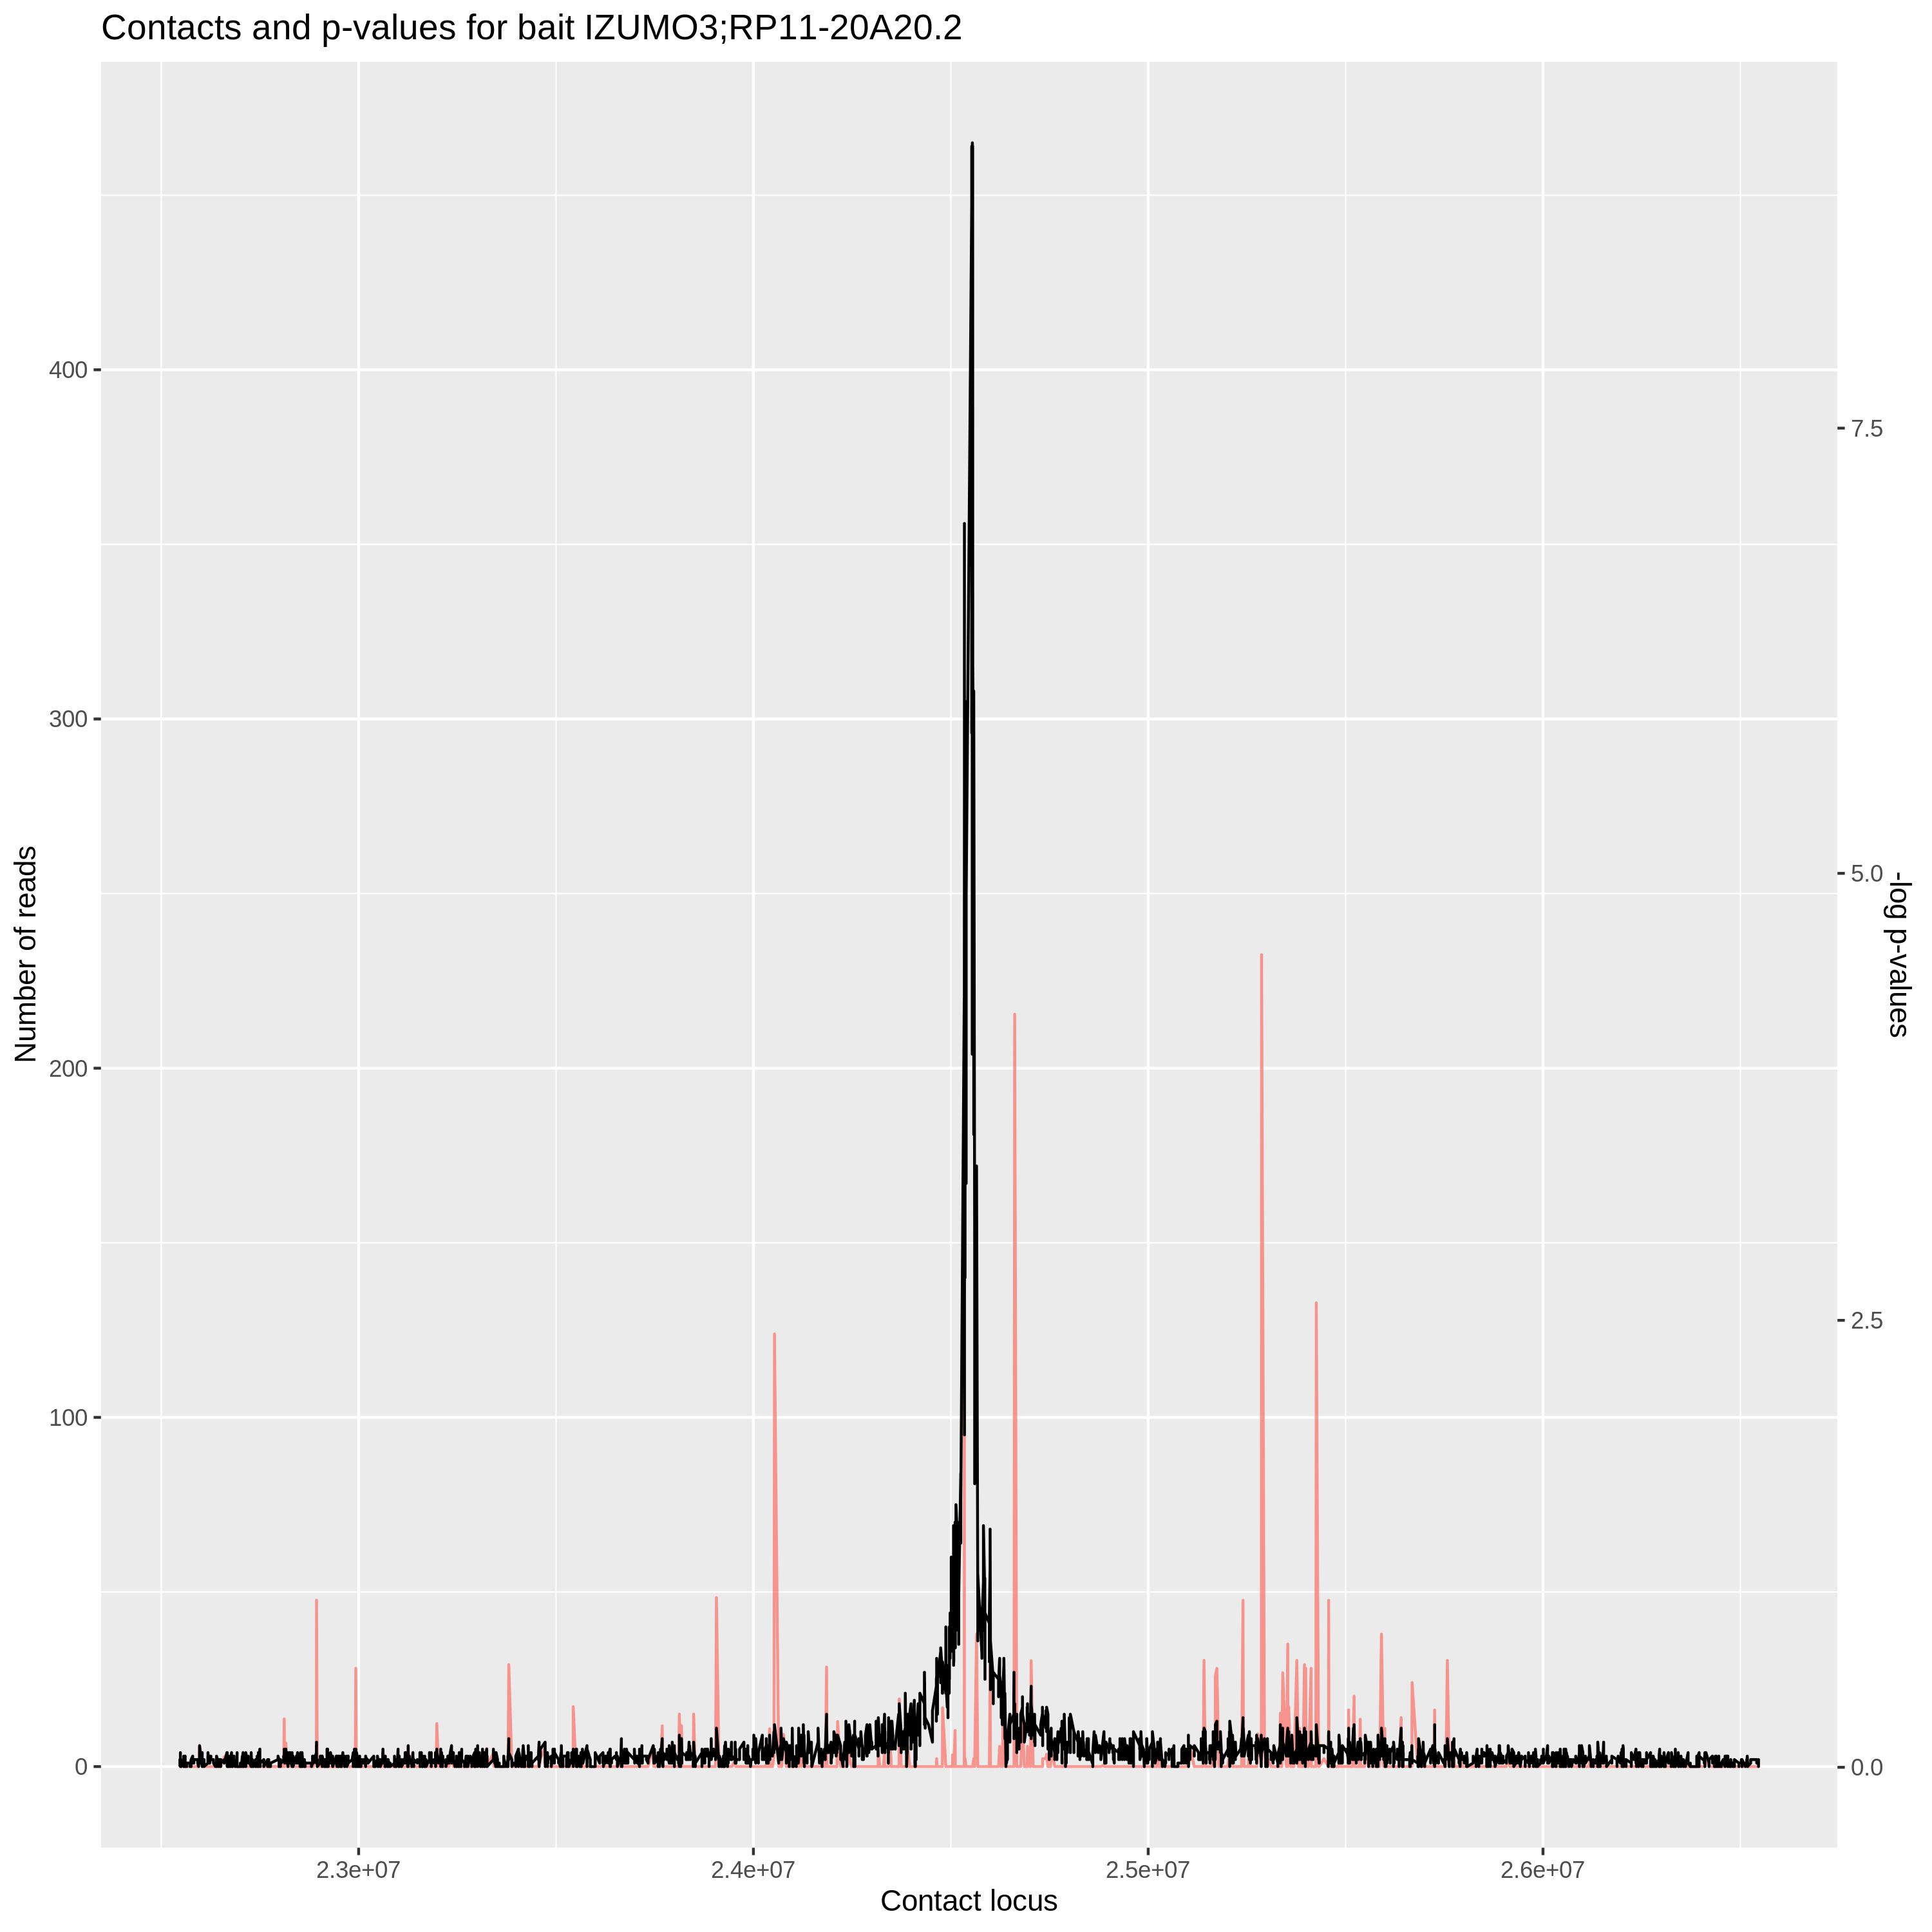 Contacts and p-values for bait IZUMO3;RP11-20A20.2
400
300
200
100
0
Number of reads
7.5
5.0
2.5
0.0
-log p-values
2.3e+07
2.4e+07
2.5e+07
2.6e+07
Contact locus